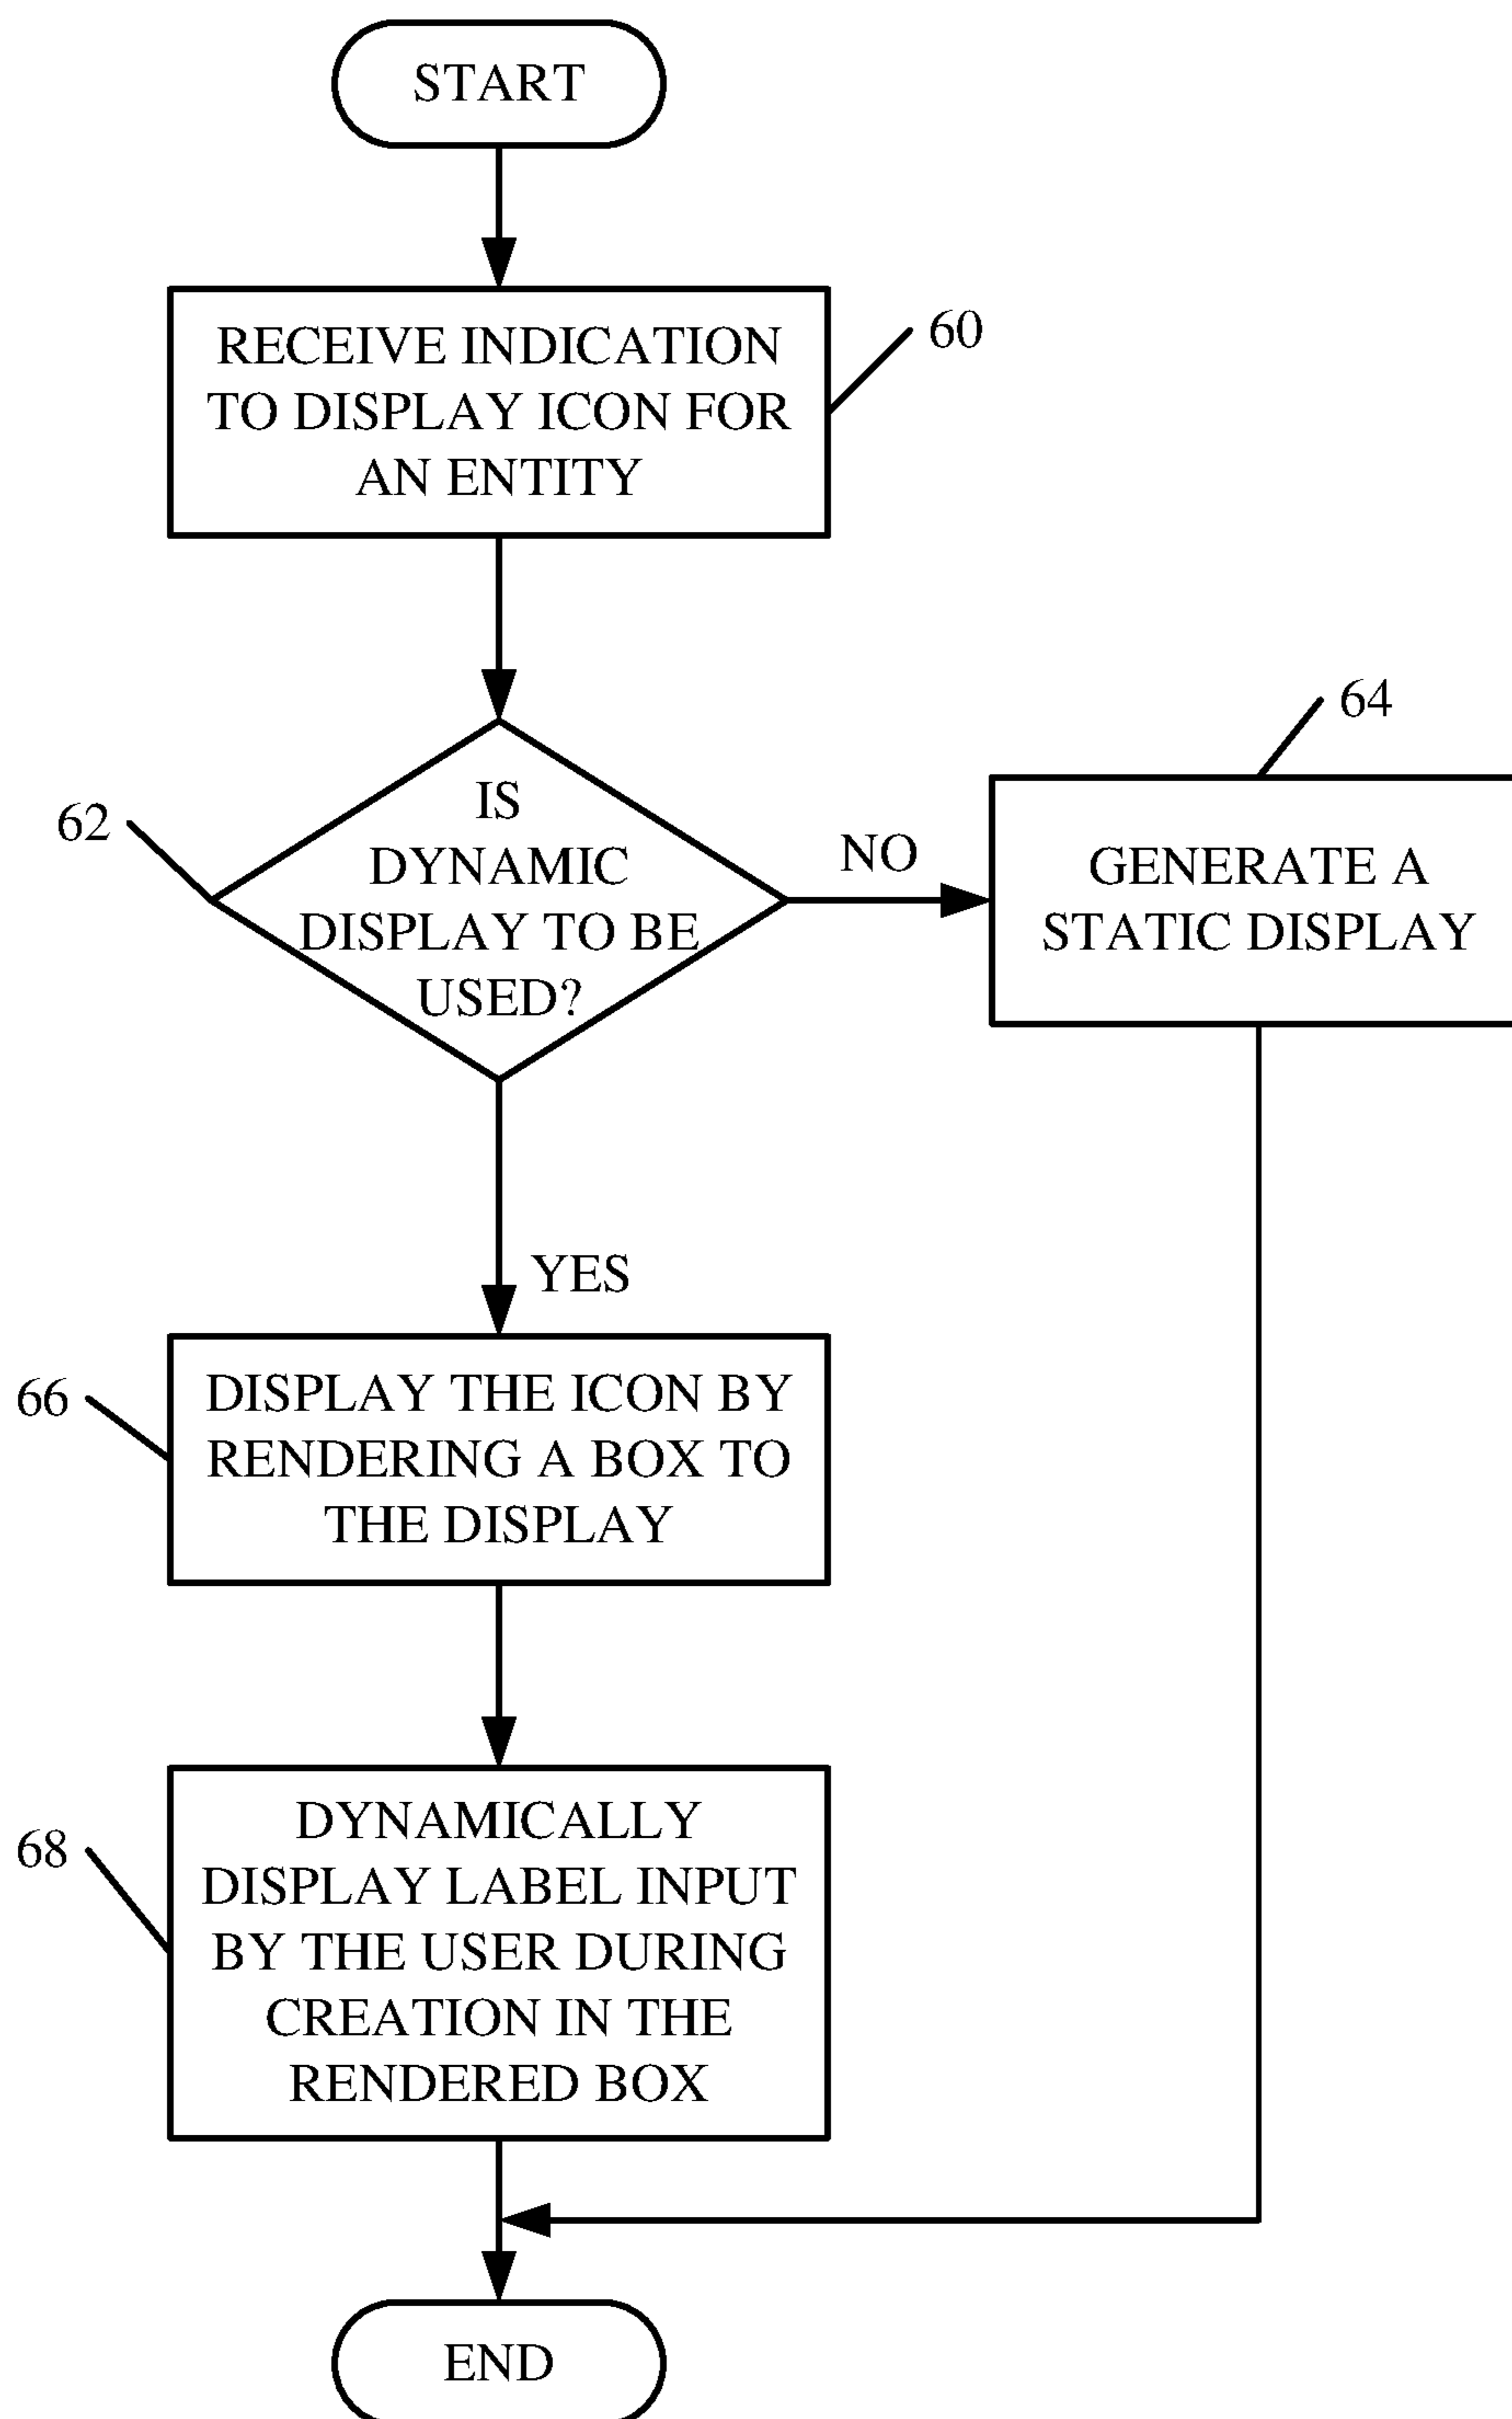 START
RECEIVE INDICATION
TO DISPLAY ICON FOR
AN ENTITY
60
62
IS
DYNAMIC
DISPLAY TO BE
USED?
NO
64
GENERATE A
STATIC DISPLAY
YES
66
DISPLAY THE ICON BY
RENDERING A BOX TO
THE DISPLAY
68
DYNAMICALLY
DISPLAY LABEL INPUT
BY THE USER DURING
CREATION IN THE
RENDERED BOX
END